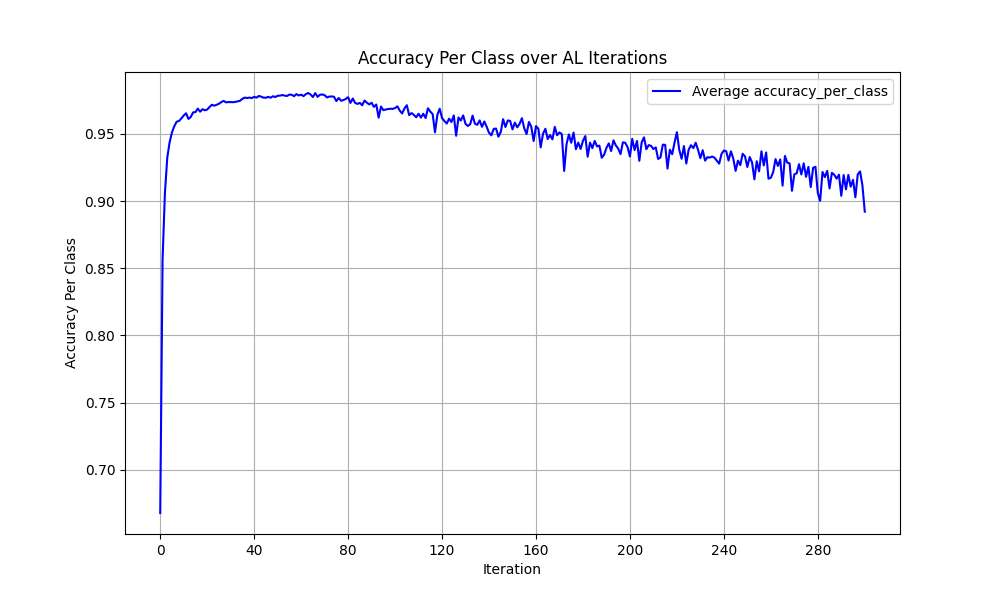 Accuracy Per Class over AL Iterations
Average accuracy_per_class
Accuracy Per Class
0.95
0.90
0.85
0.80
0.75
0.70
0 40 80 120 160 200 240 280
Iteration